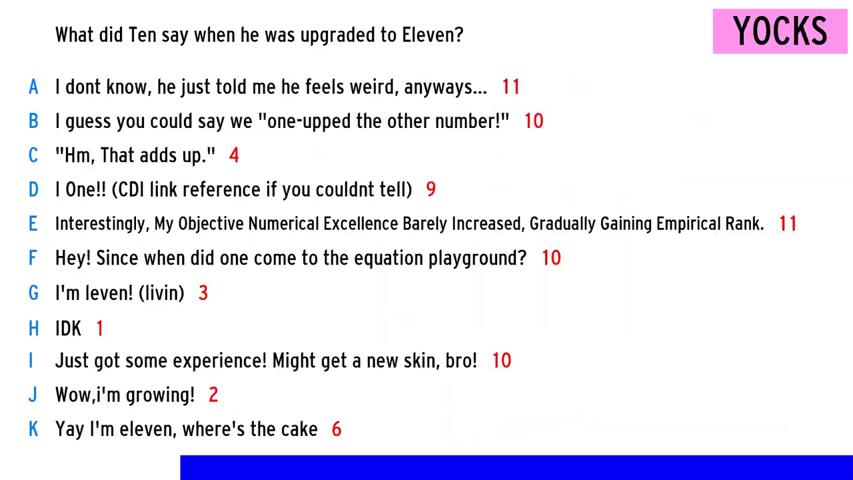 What did Ten say when he was upgraded to Eleven?
YOCKS
A I dont know, he just told me he feels weird, anyways... 11
B I guess you could say we "one-upped the other number!" 10
C "Hm, That adds up." 4
D I One!! (CDI link reference if you couldnt tell) 9
E Interestingly, My Objective Numerical Excellence Barely Increased, Gradually Gaining Empirical Rank. 11
F Hey! Since when did one come to the equation playground? 10
G I'm leven! (livin) 3
H IDK 1
I Just got some experience! Might get a new skin, bro! 10
J Wow,i'm growing! 2
K Yay I'm eleven, where's the cake 6